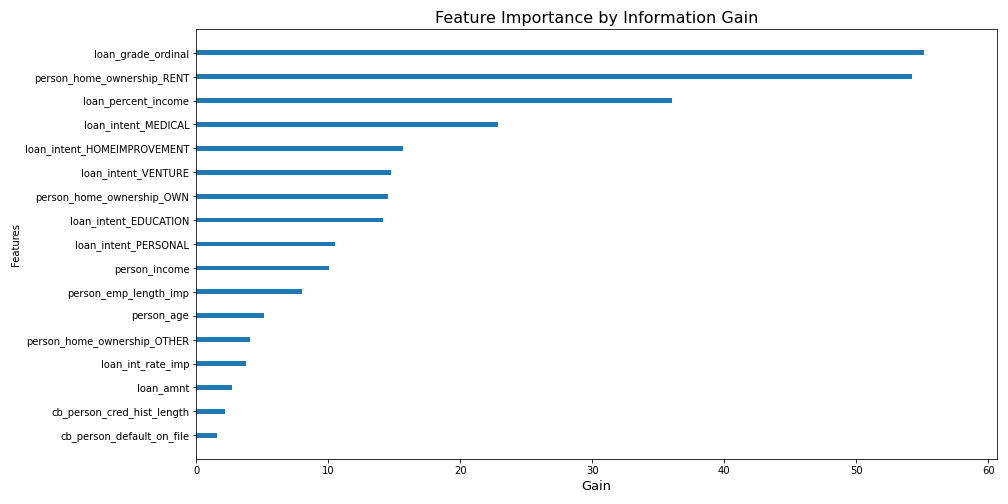 Feature Importance by Information Gain
Features
loan_grade_ordinal
person_home_ownership_RENT
loan_percent_income
loan_intent_MEDICAL
loan_intent_HOMEIMPROVEMENT
loan_intent_VENTURE
person_home_ownership_OWN
loan_intent_EDUCATION
loan_intent_PERSONAL
person_income
person_emp_length_imp
person_age
person_home_ownership_OTHER
loan_int_rate_imp
loan_amnt
cb_person_cred_hist_length
cb_person_default_on_file
0 10 20 30 40 50 60
Gain